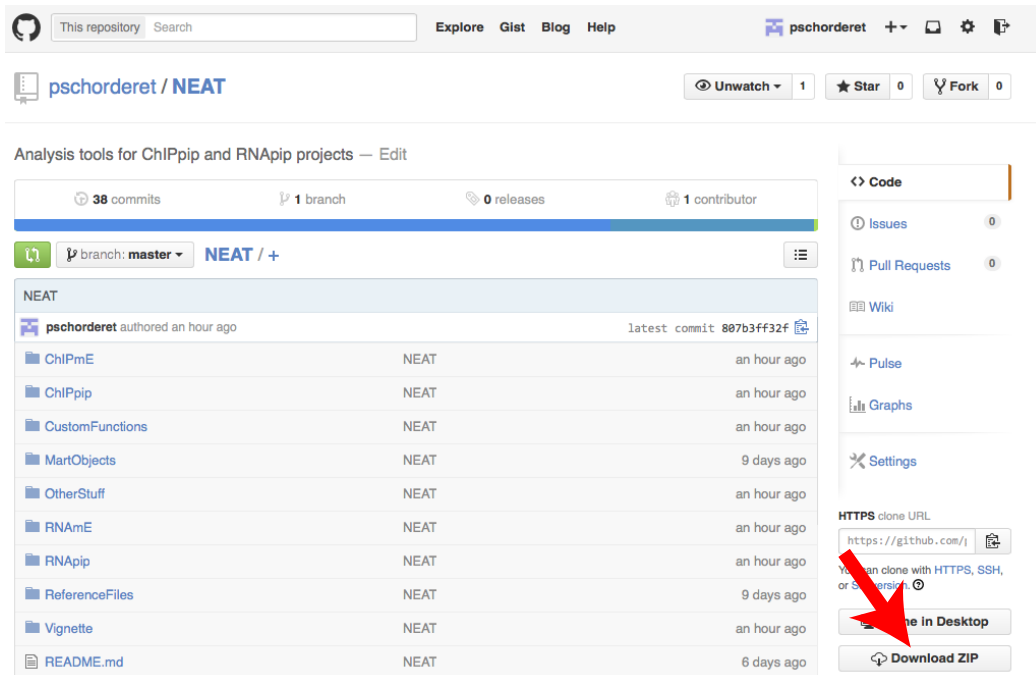 This repository Search Explore Gist Blog Help pschorderet
pschorderet / NEAT Unwatch 1 Star 0 Fork 0
Analysis tools for ChIPpip and RNApip projects — Edit
38 commits 1 branch 0 releases 1 contributor
branch: master NEAT / +
NEAT
pschorderet authored an hour ago latest commit 807b3ff32f
ChIPmE NEAT an hour ago
ChIPpip NEAT an hour ago
CustomFunctions NEAT an hour ago
MartObjects NEAT 9 days ago
OtherStuff NEAT an hour ago
RNAmE NEAT an hour ago
RNApip NEAT an hour ago
ReferenceFiles NEAT 9 days ago
Vignette NEAT an hour ago
README.md NEAT 6 days ago
Code
Issues 0
Pull Requests 0
Wiki
Pulse
Graphs
Settings
HTTPS clone URL
https://github.com/
can clone with HTTPS, SSH,
or
in Desktop
Download ZIP